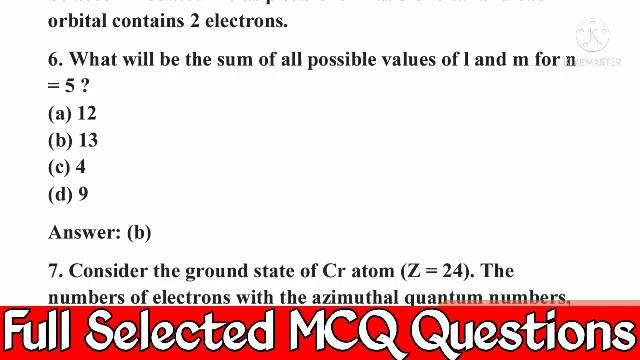 orbital contains 2 electrons.
6. What will be the sum of all possible values of l and m for n
= 5 ?
(a) 12
(b) 13
(c) 4
(d) 9
Answer: (b)
7. Consider the ground state of Cr atom (Z = 24). The
numbers of electrons with the azimuthal quantum numbers,
Full Selected MCQ Questions